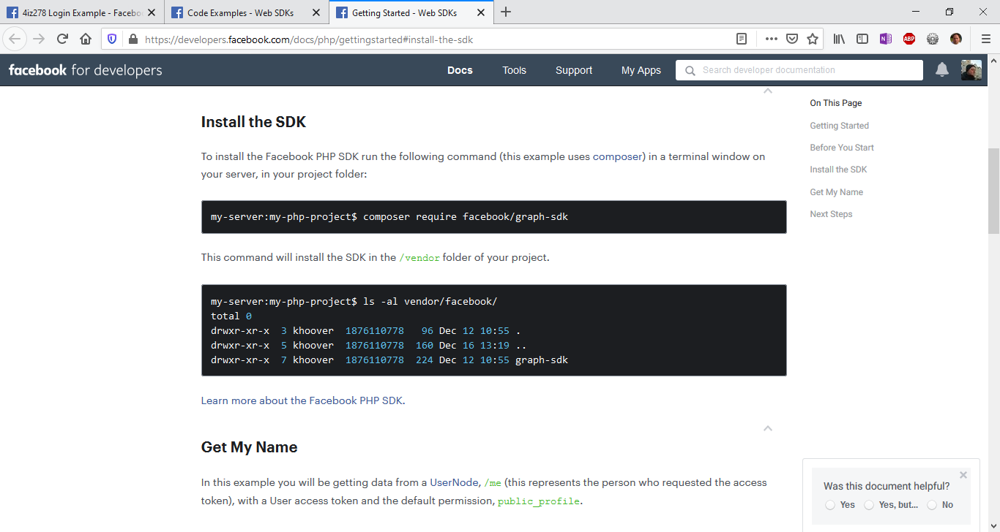 4iz278 Login Example - Facebo
Code Examples - Web SDKs
Getting Started - Web SDKs
https://developers.facebook.com/docs/php/gettingstarted#install-the-sdk
N
ABP
facebook for developers
Docs
Tools
Support
My Apps
Search developer documentation
Install the SDK
To install the Facebook PHP SDK run the following command (this example uses composer) in a terminal window on
your server, in your project folder:
my-server:my-php-project$ composer require facebook/graph-sdk
This command will install the SDK in the /vendor folder of your project.
my-server:my-php-project$ ls -al vendor/facebook/
total 0
drwxr-xr-x  3 khoover  1876110778   96 Dec 12 10:55 .
drwxr-xr-x  5 khoover  1876110778  160 Dec 16 13:19 ..
drwxr-xr-x  7 khoover  1876110778  224 Dec 12 10:55 graph-sdk
Learn more about the Facebook PHP SDK.
Get My Name
In this example you will be getting data from a UserNode, /me (this represents the person who requested the access
token), with a User access token and the default permission, public_profile.
On This Page
Getting Started
Before You Start
Install the SDK
Get My Name
Next Steps
Was this document helpful?
Yes
Yes, but...
No